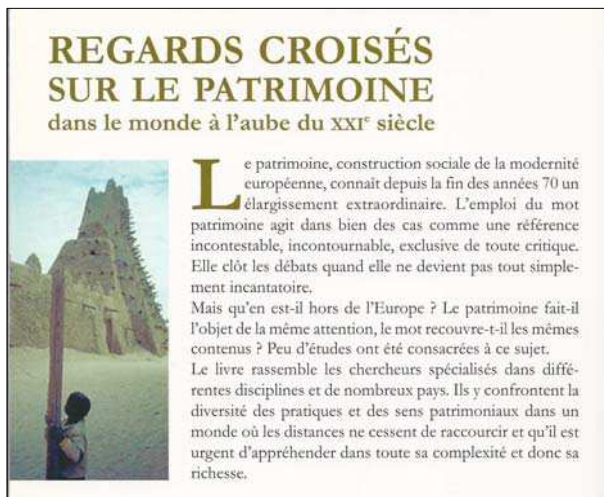 REGARDS CROISÉS
SUR LE PATRIMOINE
dans le monde à l'aube du XXIe siècle
Le patrimoine, construction sociale de la modernité
européenne, connaît depuis la fin des années 70 un
élargissement extraordinaire. L'emploi du mot
patrimoine agit dans bien des cas comme une référence
incontestable, incontournable, exclusive de toute critique.
Elle clôt les débats quand elle ne devient pas tout simple-
ment incantatoire.
Mais qu'en est-il hors de l'Europe ? Le patrimoine fait-il
l'objet de la même attention, le mot recouvre-t-il les mêmes
contenus ? Peu d'études ont été consacrées à ce sujet.
Le livre rassemble les chercheurs spécialisés dans diffé-
rentes disciplines et de nombreux pays. Ils y confrontent la
diversité des pratiques et des sens patrimoniaux dans un
monde où les distances ne cessent de raccourcir et qu'il est
urgent d'appréhender dans toute sa complexité et donc sa
richesse.